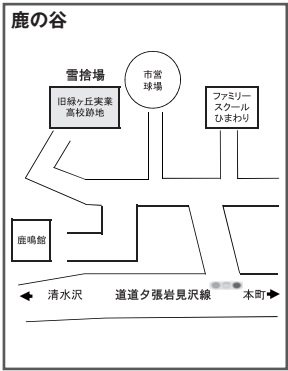 鹿の谷
雪捨場
旧緑ヶ丘実業
高校跡地
市営
球場
ファミリー
スクール
ひまわり
鹿鳴館
清水沢
道道夕張岩見沢線
本町